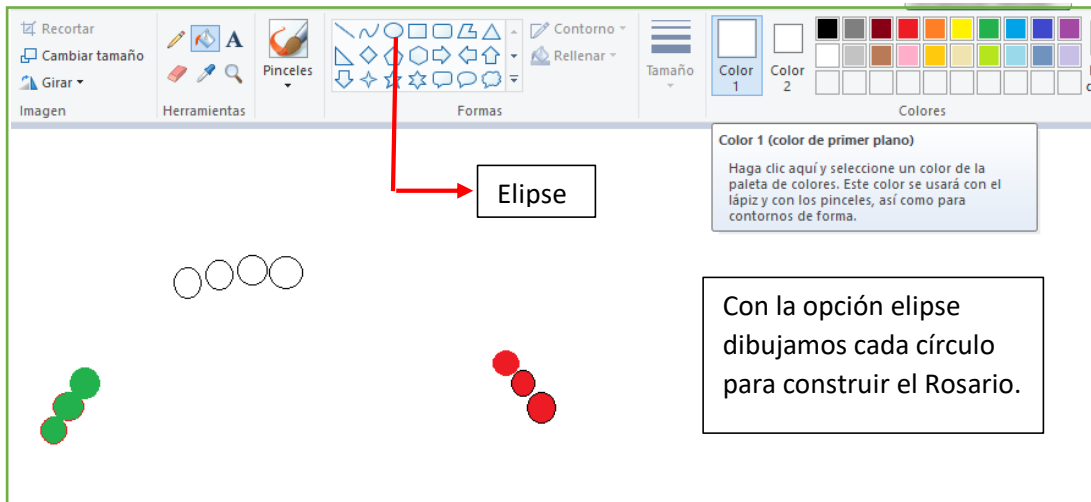 Recortar
Cambiar tamaño
Girar
Imagen
A
Herramientas
Pinceles
Formas
Contorno
Rellenar
Tamaño
Color
1
Color
2
Colores
Color 1 (color de primer plano)
Haga clic aquí y seleccione un color de la
paleta de colores. Este color se usará con el
lápiz y con los pinceles, así como para
contornos de forma.
Elipse
Con la opción elipse
dibujamos cada círculo
para construir el Rosario.